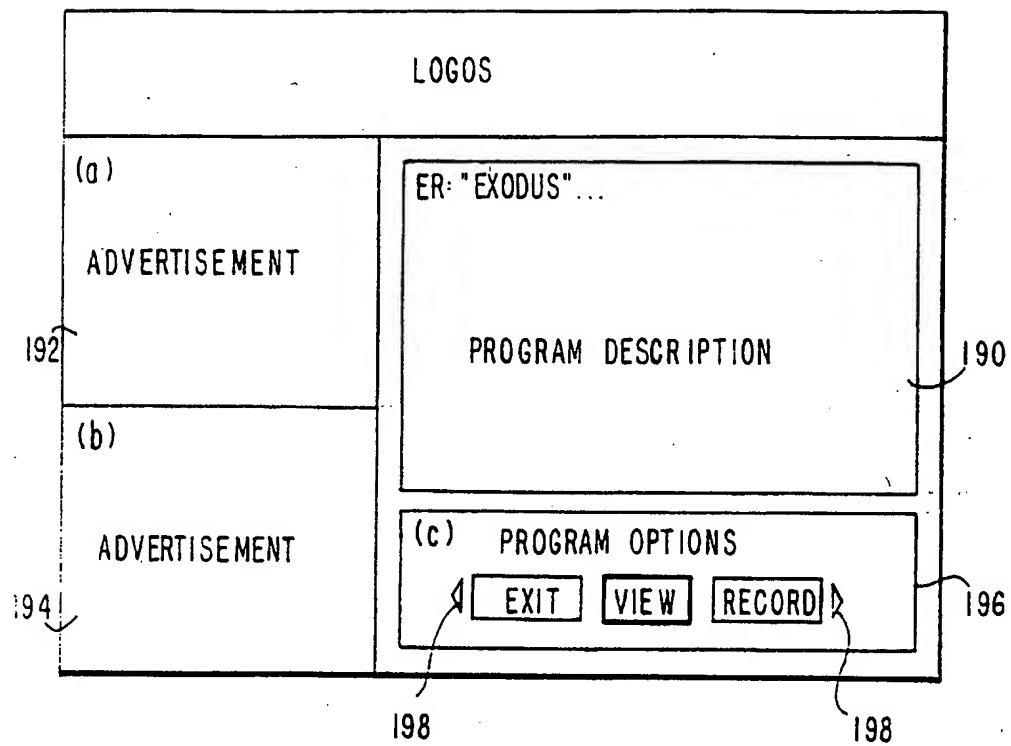 LOGOS
(a)
ADVERTISEMENT
192
(b)
ADVERTISEMENT
194
ER: "EXODUS"...
PROGRAM DESCRIPTION
190
(c) PROGRAM OPTIONS
EXIT VIEW RECORD
196
198 198